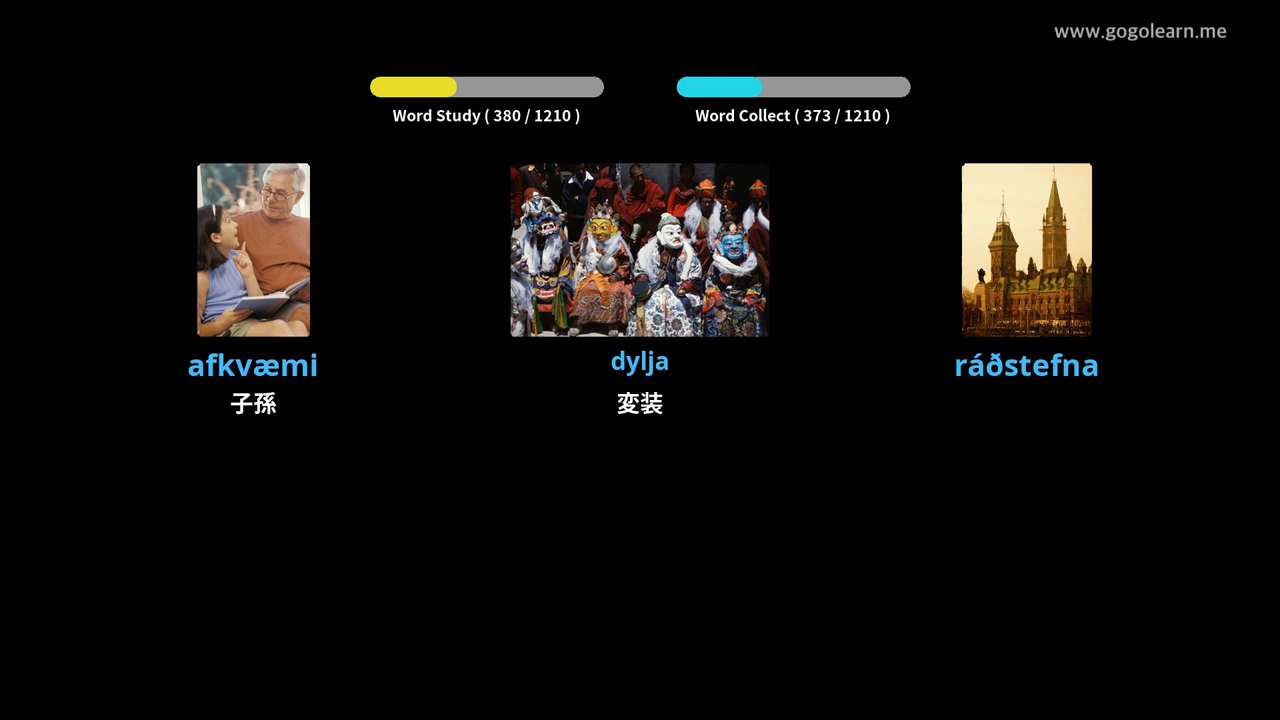 www.gogolearn.me
Word Study ( 380 / 1210 )
Word Collect ( 373 / 1210 )
afkvæmi
子孫
dylja
変装
ráðstefna